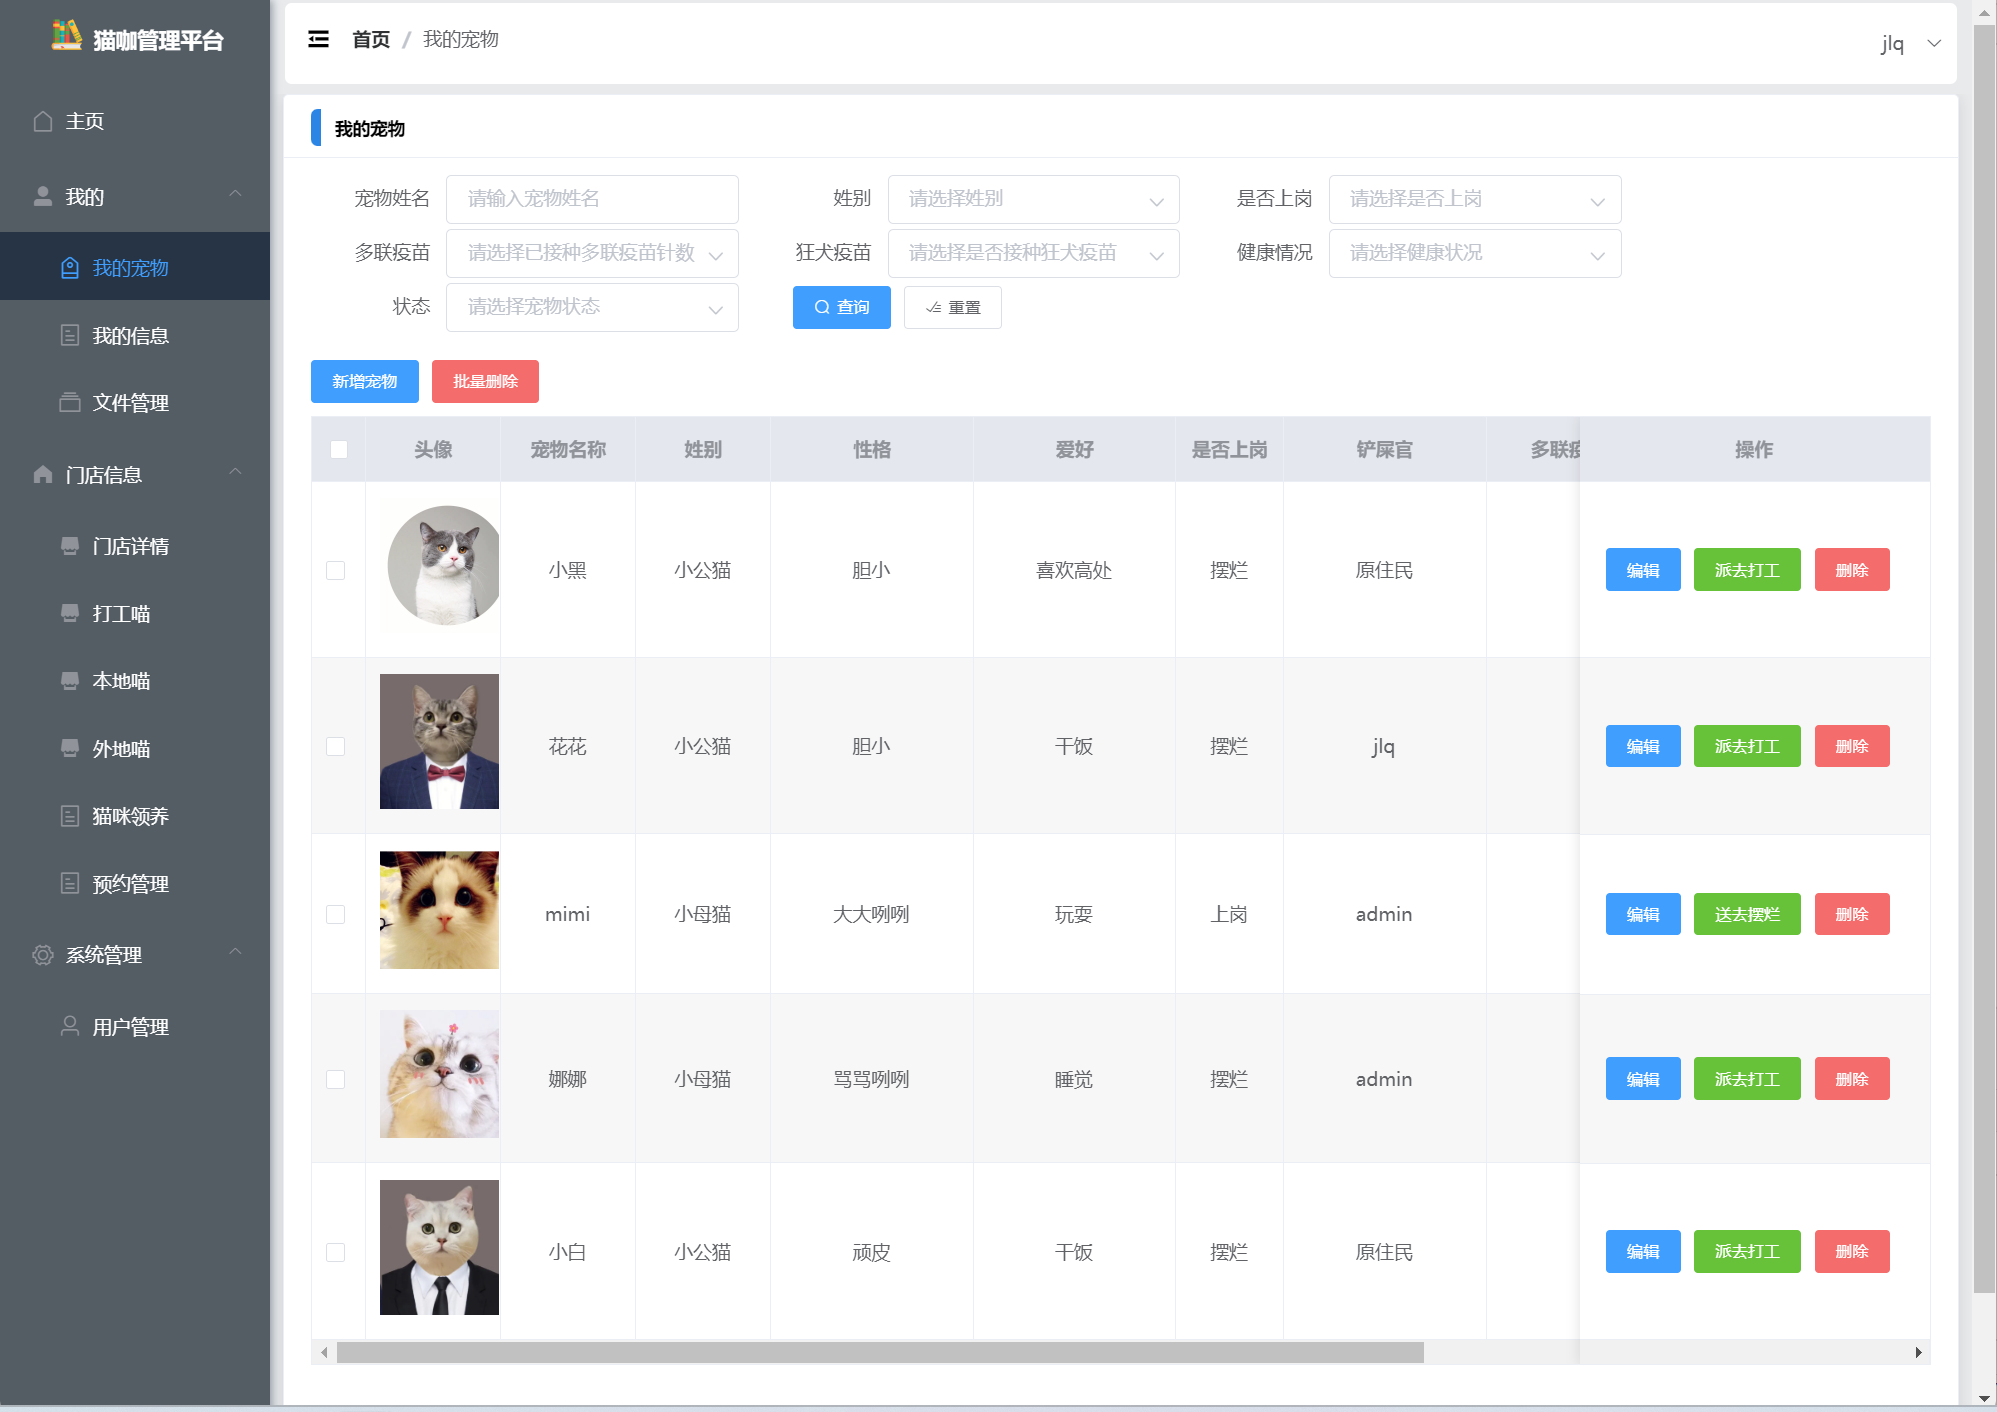 猫咖管理平台
主页
我的
我的宠物
我的信息
文件管理
门店信息
门店详情
打工喵
本地喵
外地喵
猫咪领养
预约管理
系统管理
用户管理
首页 / 我的宠物
jlq
我的宠物
宠物姓名 请输入宠物姓名 姓别 请选择姓别 是否上岗 请选择是否上岗
多联疫苗 请选择已接种多联疫苗针数 狂犬疫苗 请选择是否接种狂犬疫苗 健康情况 请选择健康状况
状态 请选择宠物状态 查询 重置
新增宠物 批量删除
头像 宠物名称 姓别 性格 爱好 是否上岗 铲屎官 多联疫 操作
小黑 小公猫 胆小 喜欢高处 摆烂 原住民 编辑 派去打工 删除
花花 小公猫 胆小 干饭 摆烂 jlq 编辑 派去打工 删除
mimi 小母猫 大大咧咧 玩耍 上岗 admin 编辑 送去摆烂 删除
娜娜 小母猫 骂骂咧咧 睡觉 摆烂 admin 编辑 派去打工 删除
小白 小公猫 顽皮 干饭 摆烂 原住民 编辑 派去打工 删除